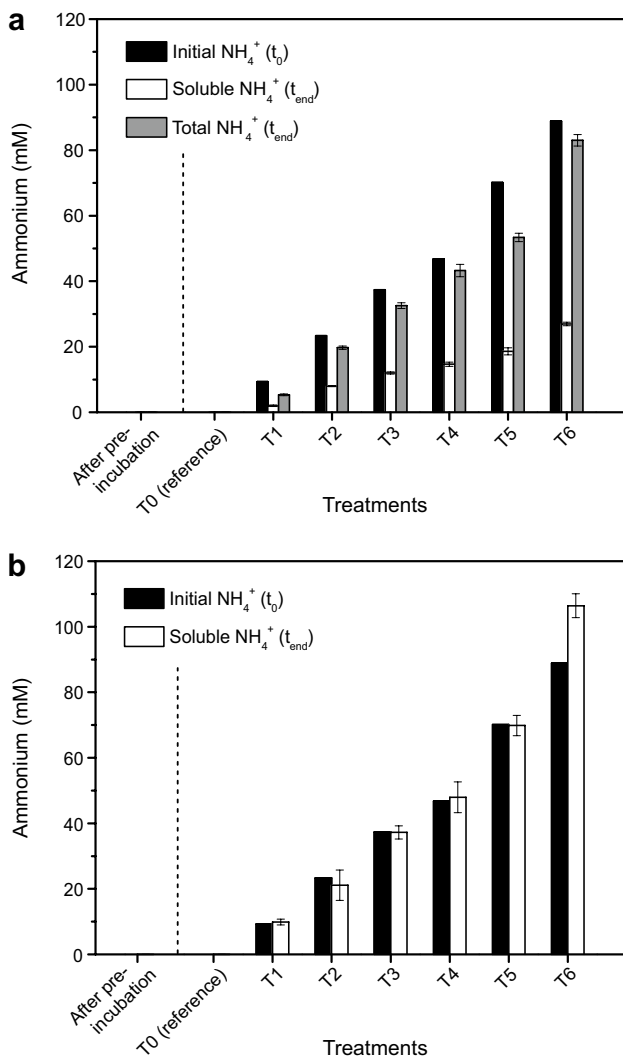 a
120
100
80
60
40
20
0
Ammonium (mM)
Initial NH₄⁺ (t₀)
Soluble NH₄⁺ (tₑₙd)
Total NH₄⁺ (tₑₙd)
After pre-
incubation
T0 (reference)
T1
T2
T3
T4
T5
T6
Treatments
b
120
100
80
60
40
20
0
Ammonium (mM)
Initial NH₄⁺ (t₀)
Soluble NH₄⁺ (tₑₙd)
After pre-
incubation
T0 (reference)
T1
T2
T3
T4
T5
T6
Treatments